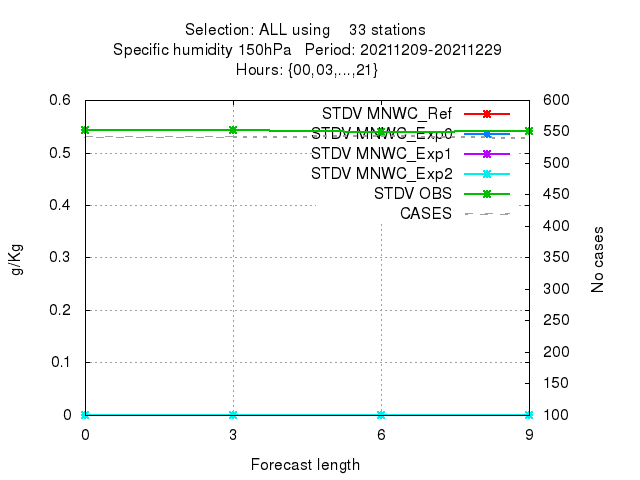 Selection: ALL using 33 stations
Specific humidity 150hPa Period: 20211209-20211229
Hours: {00,03,...,21}
0.6 600
STDV MNWC_Ref
550
STDV MNWC_Exp0
0.5 500
STDV MNWC_Exp1
STDV MNWC_Exp2
450
STDV OBS
0.4 400
CASES
0.3 350
g/Kg
No cases
300
0.2 250
200
0.1 150
0 100
0 3 6 9
Forecast length